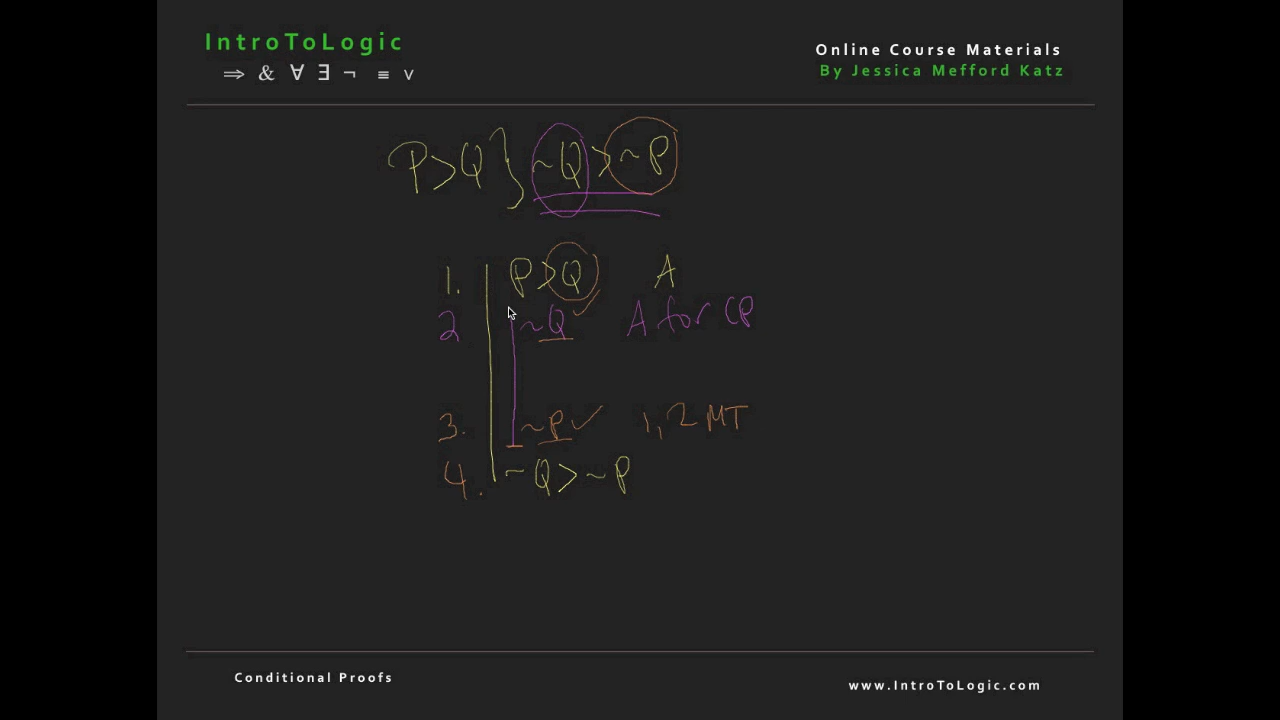 IntroToLogic
⇒ & ∀ ∃ ¬ ≡ v
Online Course Materials
By Jessica Mefford Katz
P>Q } ~Q > ~P
1. P>Q A
2 ~Q A for CP
3. ~P 1,2 MT
4. ~Q > ~P
Conditional Proofs
www.IntroToLogic.com